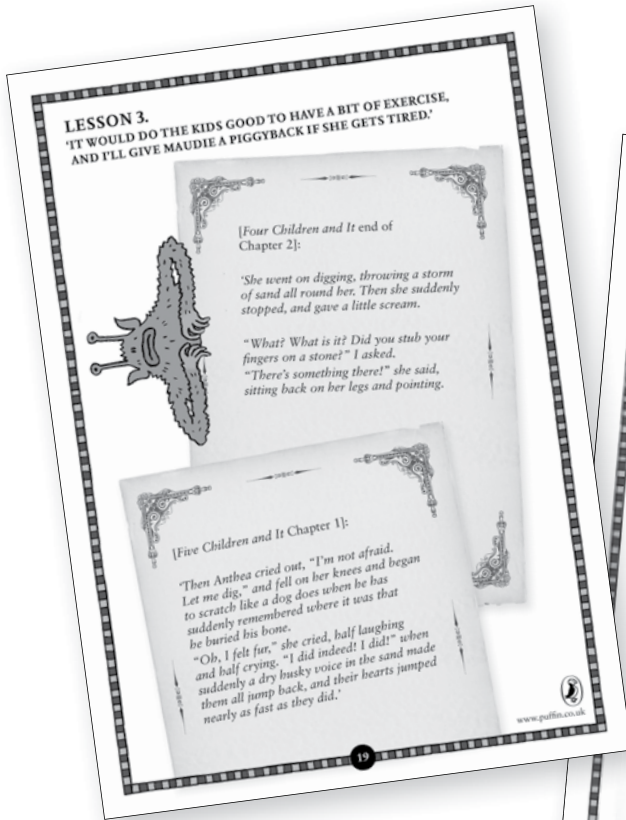 LESSON 3.
‘IT WOULD DO THE KIDS GOOD TO HAVE A BIT OF EXERCISE,
AND I’LL GIVE MAUDIE A PIGGYBACK IF SHE GETS TIRED.’
[Four Children and It end of
Chapter 2]:
‘She went on digging, throwing a storm
of sand all round her. Then she suddenly
stopped, and gave a little scream.
“What? What is it? Did you stub your
fingers on a stone?” I asked.
“There’s something there!” she said,
sitting back on her legs and pointing.
[Five Children and It Chapter 1]:
‘Then Anthea cried out, “I’m not afraid.
Let me dig,” and fell on her knees and began
to scratch like a dog does when he has
suddenly remembered where it was that
he buried his bone.
“Oh, I felt fur,” she cried, half laughing
and half crying. “I did indeed! I did!” when
suddenly a dry husky voice in the sand made
them all jump back, and their hearts jumped
nearly as fast as they did.’
www.puffin.co.uk
19